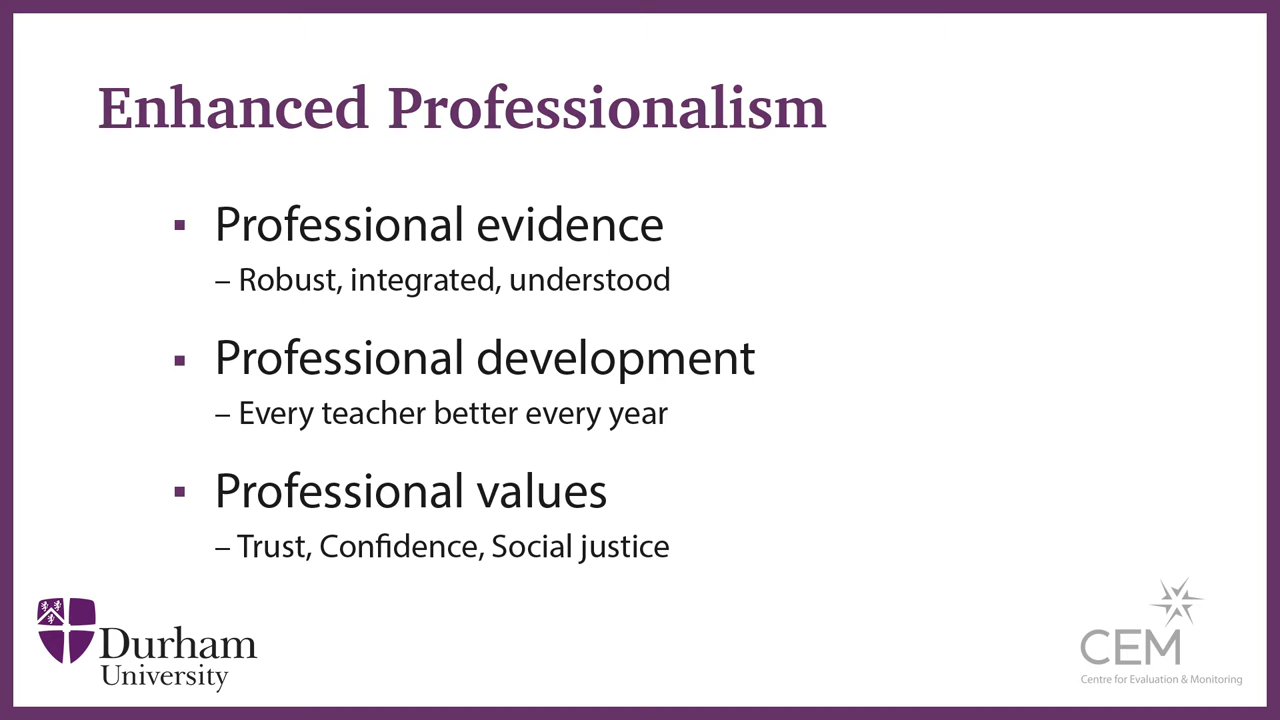 Enhanced Professionalism
▪ Professional evidence
– Robust, integrated, understood
▪ Professional development
– Every teacher better every year
▪ Professional values
– Trust, Confidence, Social justice
Durham
University
CEM
Centre for Evaluation & Monitoring